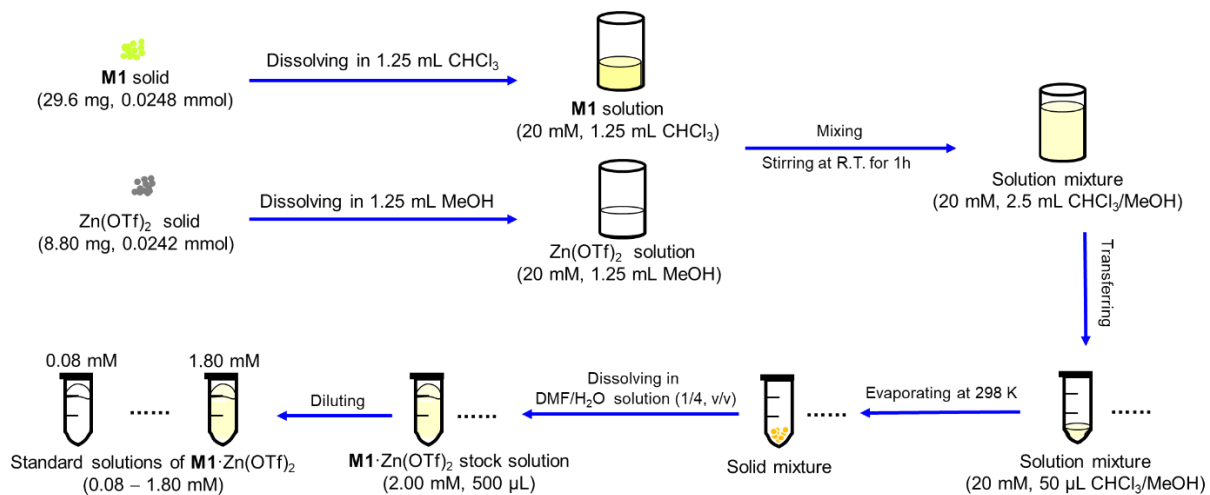 M1 solid
(29.6 mg, 0.0248 mmol)
Dissolving in 1.25 mL CHCl₃
M1 solution
(20 mM, 1.25 mL CHCl₃)
Zn(OTf)₂ solid
(8.80 mg, 0.0242 mmol)
Dissolving in 1.25 mL MeOH
Zn(OTf)₂ solution
(20 mM, 1.25 mL MeOH)
Mixing
Stirring at R.T. for 1h
Solution mixture
(20 mM, 2.5 mL CHCl₃/MeOH)
Transferring
Solution mixture
(20 mM, 50 µL CHCl₃/MeOH)
......
Evaporating at 298 K
Solid mixture
......
Dissolving in
DMF/H₂O solution (1/4, v/v)
M1·Zn(OTf)₂ stock solution
(2.00 mM, 500 µL)
......
Diluting
0.08 mM
1.80 mM
......
Standard solutions of M1·Zn(OTf)₂
(0.08 – 1.80 mM)